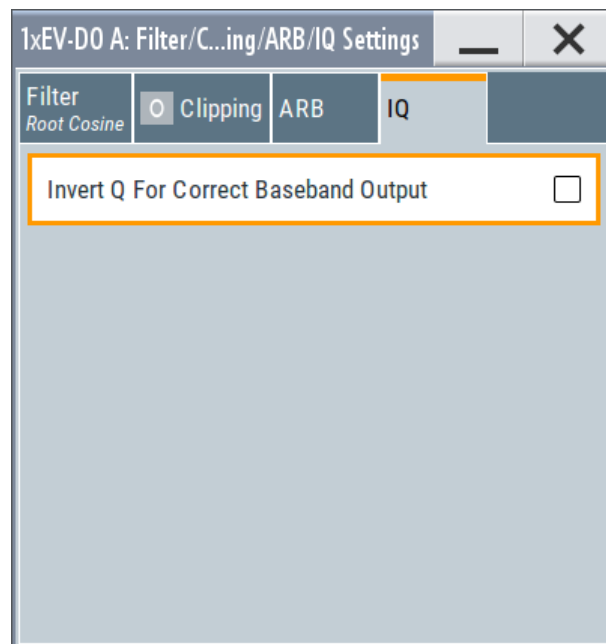 1xEV-DO A: Filter/C...ing/ARB/IQ Settings
Filter
Root Cosine
O Clipping
ARB
IQ
Invert Q For Correct Baseband Output